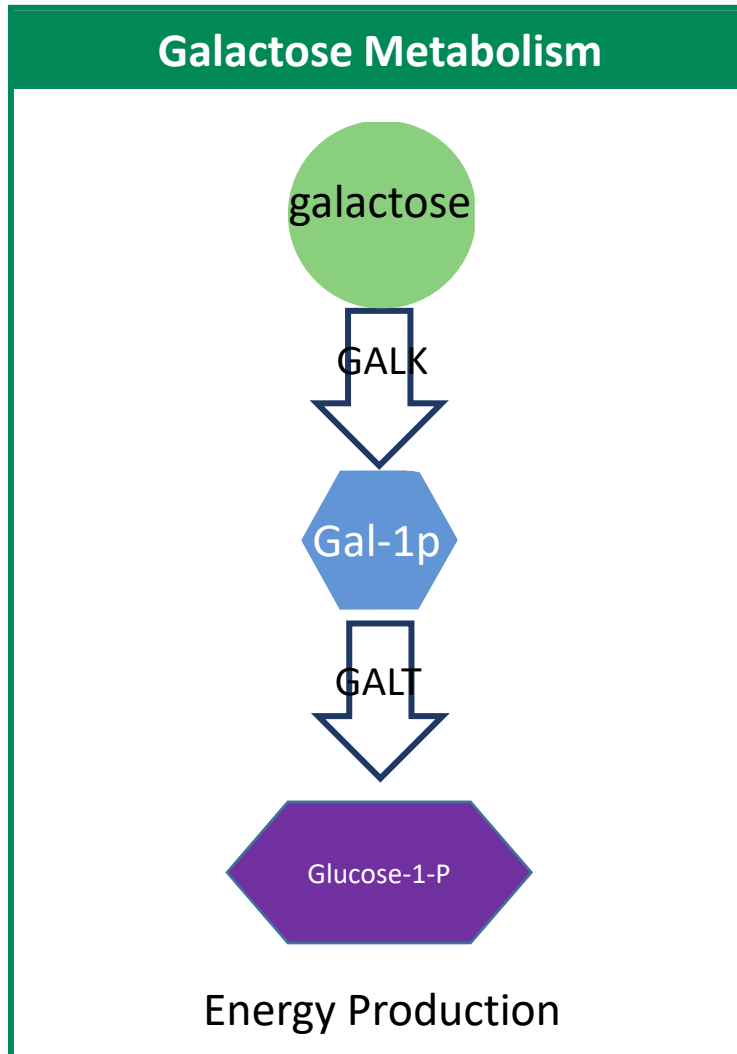 Galactose Metabolism
galactose
GALK
Gal-1p
GALT
Glucose-1-P
Energy Production